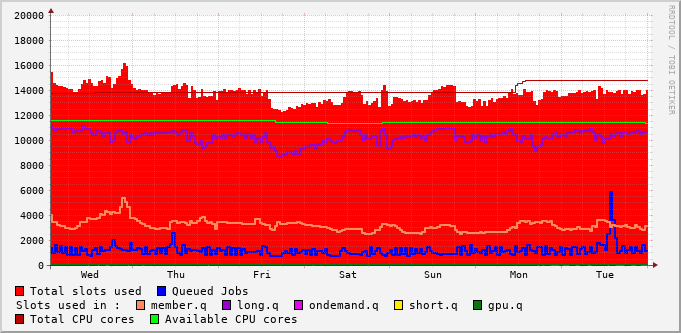 RRDTOOL / TOBI OETIKER
20000
18000
16000
14000
12000
10000
8000
6000
4000
2000
0
Wed Thu Fri Sat Sun Mon Tue
Total slots used Queued Jobs
Slots used in : member.q long.q ondemand.q short.q gpu.q
Total CPU cores Available CPU cores